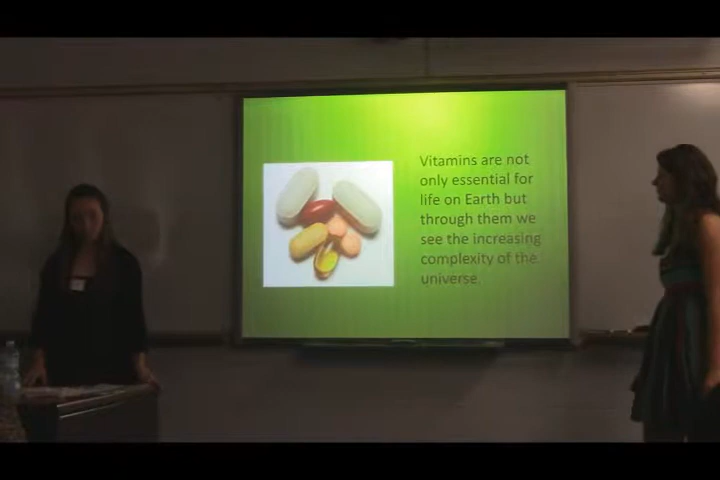 Vitamins are not
only essential for
life on Earth but
through them we
see the increasing
complexity of the
universe.